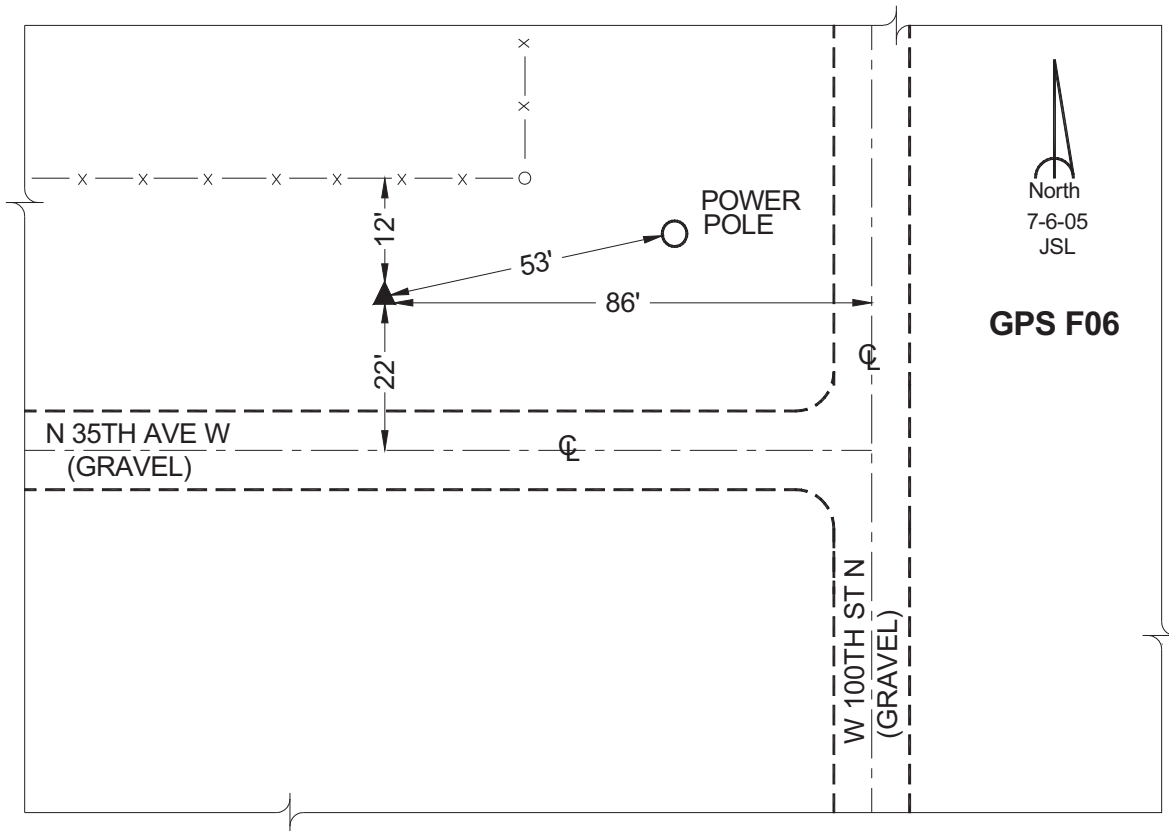 North
7-6-05
JSL
GPS F06
POWER
POLE
12'
53'
86'
22'
℄
N 35TH AVE W
(GRAVEL)
℄
W 100TH ST N
(GRAVEL)